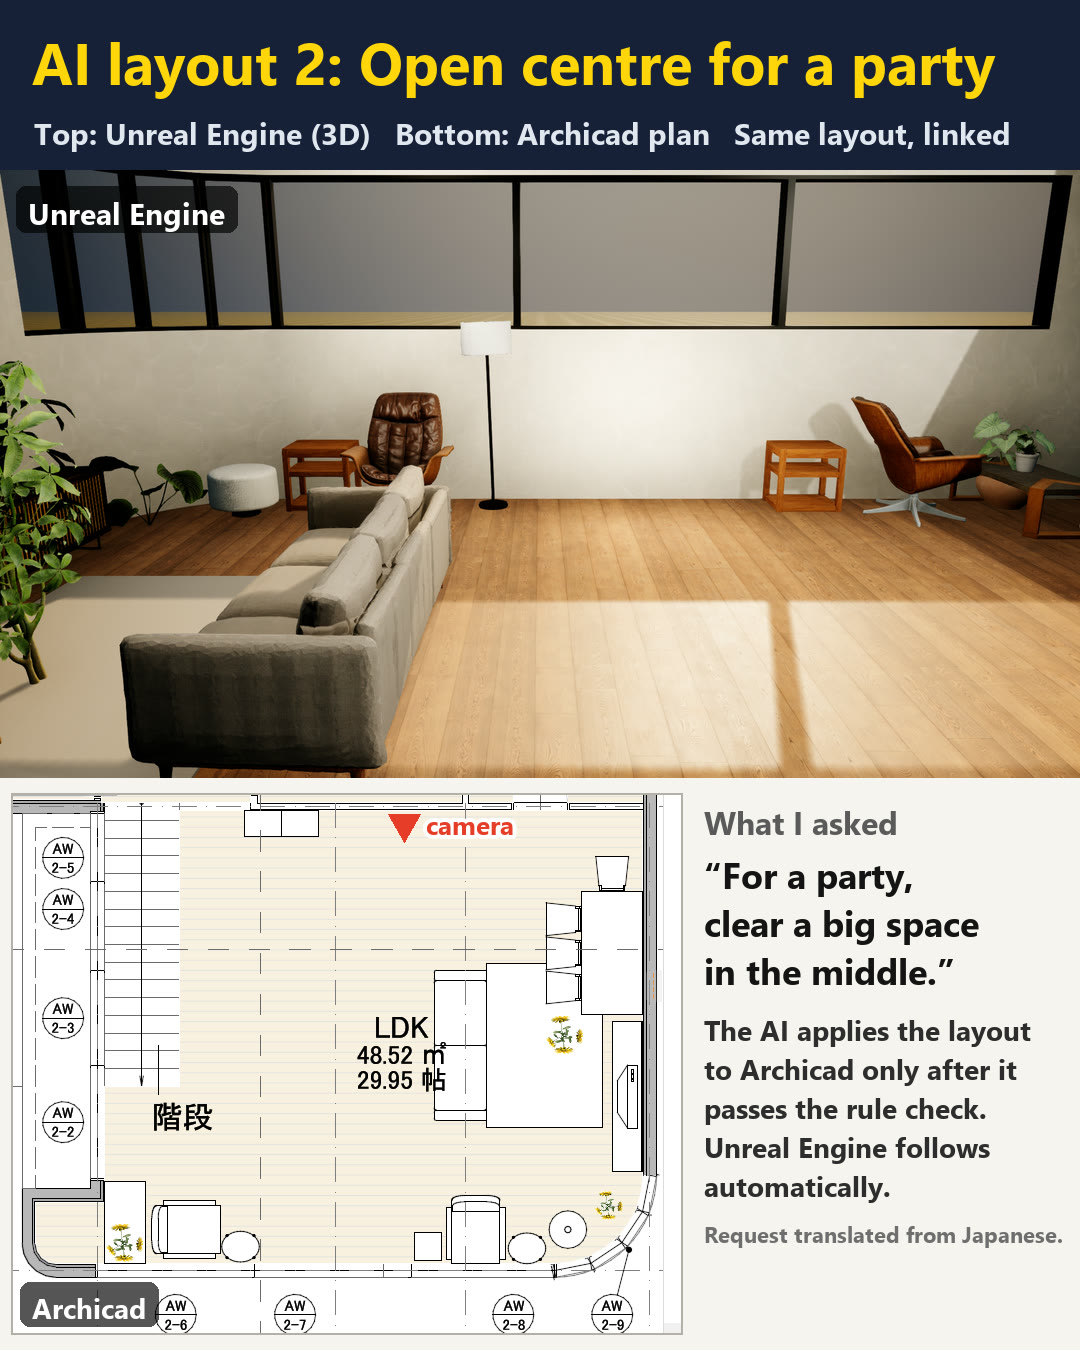 AI layout 2: Open centre for a party
Top: Unreal Engine (3D)   Bottom: Archicad plan   Same layout, linked
Unreal Engine
camera
AW
2-5
AW
2-4
AW
2-3
AW
2-2
LDK
48.52 ㎡
29.95 帖
階段
Archicad
AW
2-6
AW
2-7
AW
2-8
AW
2-9
What I asked
“For a party,
clear a big space
in the middle.”
The AI applies the layout
to Archicad only after it
passes the rule check.
Unreal Engine follows
automatically.
Request translated from Japanese.